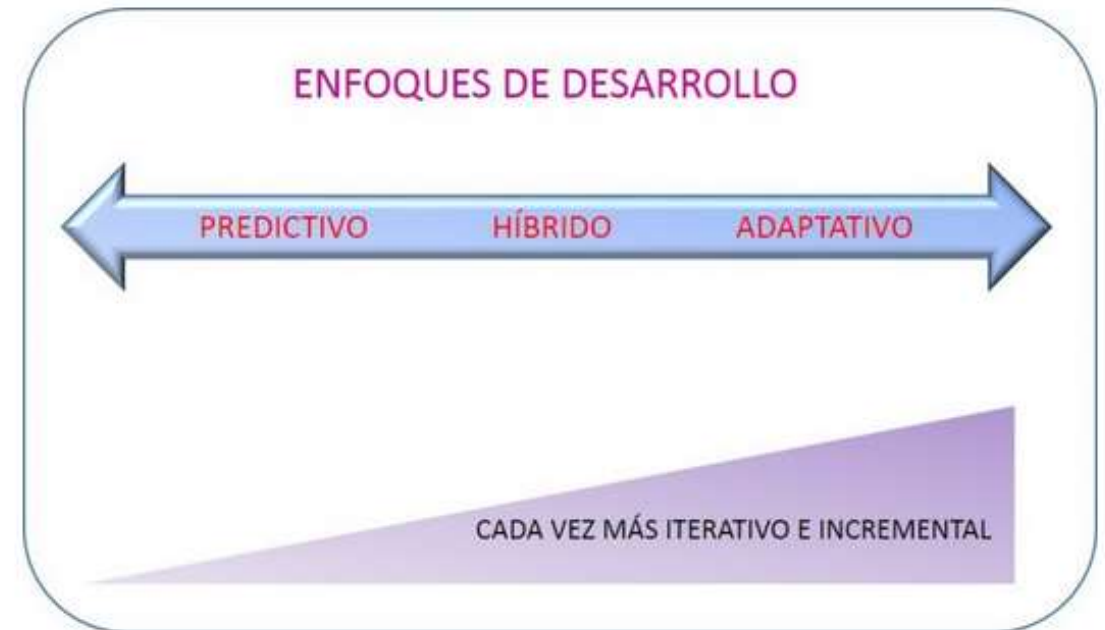 ENFOQUES DE DESARROLLO
PREDICTIVO HÍBRIDO ADAPTATIVO
CADA VEZ MÁS ITERATIVO E INCREMENTAL